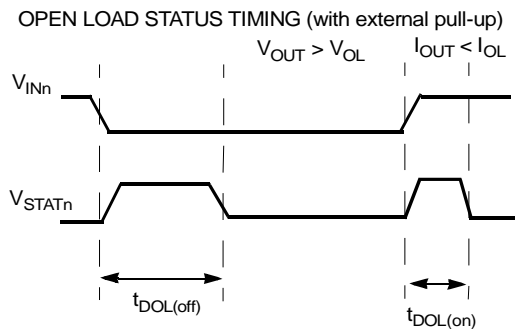 OPEN LOAD STATUS TIMING (with external pull-up)
VOUT > VOL
IOUT < IOL
VINn
VSTATn
tDOL(off)
tDOL(on)